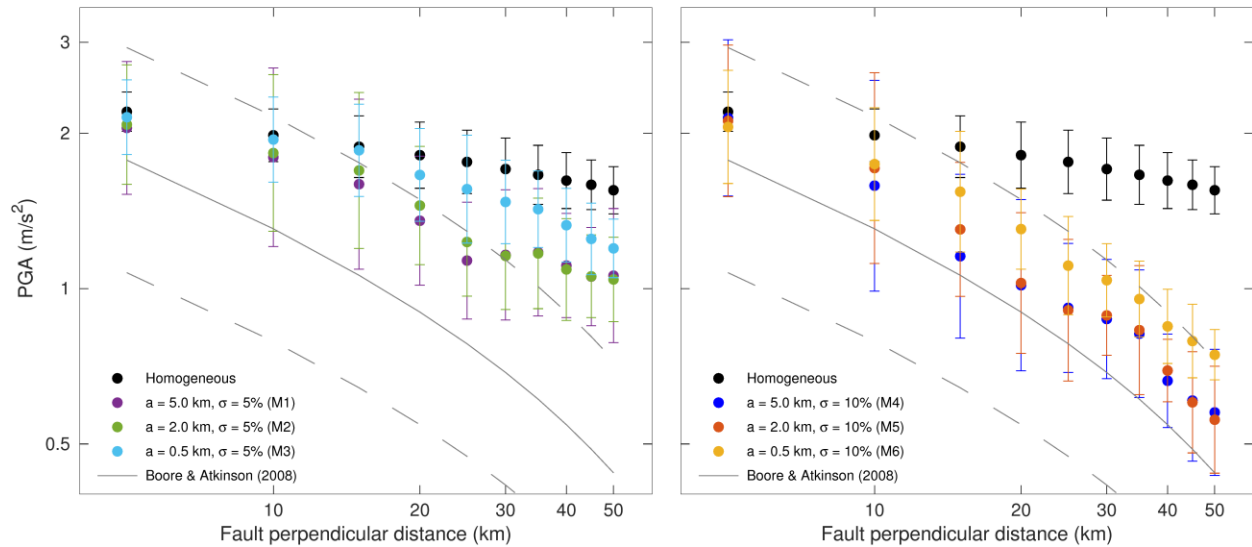 3
2
1
0.5
PGA (m/s²)
Homogeneous
a = 5.0 km, σ = 5% (M1)
a = 2.0 km, σ = 5% (M2)
a = 0.5 km, σ = 5% (M3)
Boore & Atkinson (2008)
10 20 30 40 50
Fault perpendicular distance (km)
Homogeneous
a = 5.0 km, σ = 10% (M4)
a = 2.0 km, σ = 10% (M5)
a = 0.5 km, σ = 10% (M6)
Boore & Atkinson (2008)
10 20 30 40 50
Fault perpendicular distance (km)